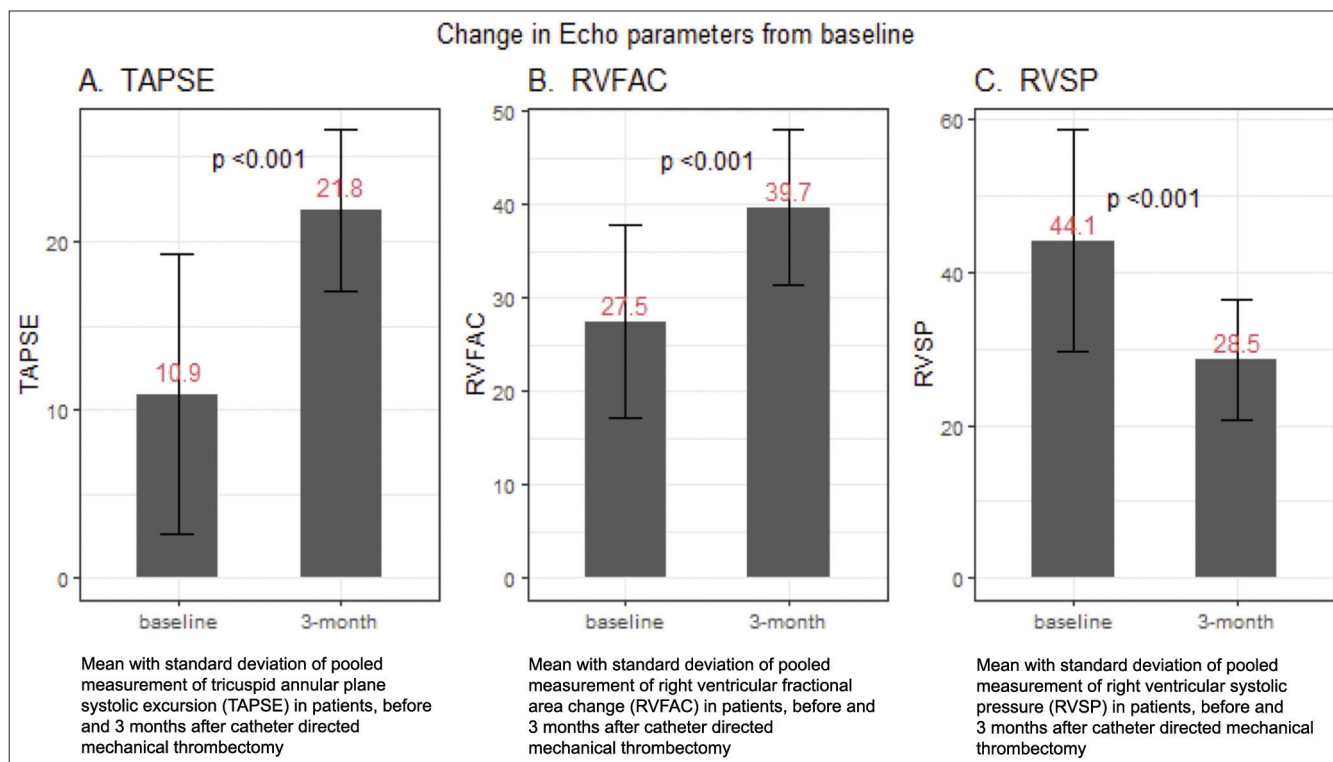 Change in Echo parameters from baseline
A. TAPSE
p <0.001
21.8
10.9
20
10
0
TAPSE
baseline 3-month
Mean with standard deviation of pooled
measurement of tricuspid annular plane
systolic excursion (TAPSE) in patients, before
and 3 months after catheter directed
mechanical thrombectomy
B. RVFAC
p <0.001
39.7
27.5
50
40
30
20
10
0
RVFAC
baseline 3-month
Mean with standard deviation of pooled
measurement of right ventricular fractional
area change (RVFAC) in patients, before and
3 months after catheter directed
mechanical thrombectomy
C. RVSP
p <0.001
44.1
28.5
60
40
20
0
RVSP
baseline 3-month
Mean with standard deviation of pooled
measurement of right ventricular systolic
pressure (RVSP) in patients, before and
3 months after catheter directed mechanical
thrombectomy